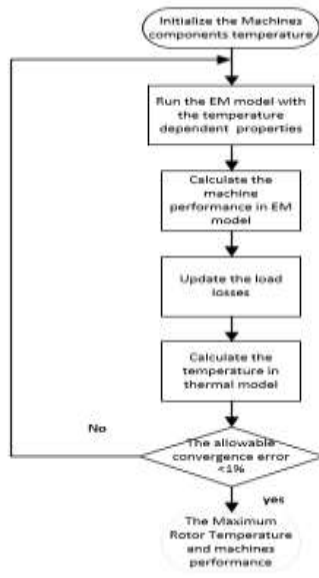 Initialize the Machines
components temperature
Run the EM model with
the temperature
dependent properties
Calculate the
machine
performance in EM
model
Update the load
losses
Calculate the
temperature in
thermal model
No
The allowable
convergence error
<1%
yes
The Maximum
Rotor Temperature
and machines
performance